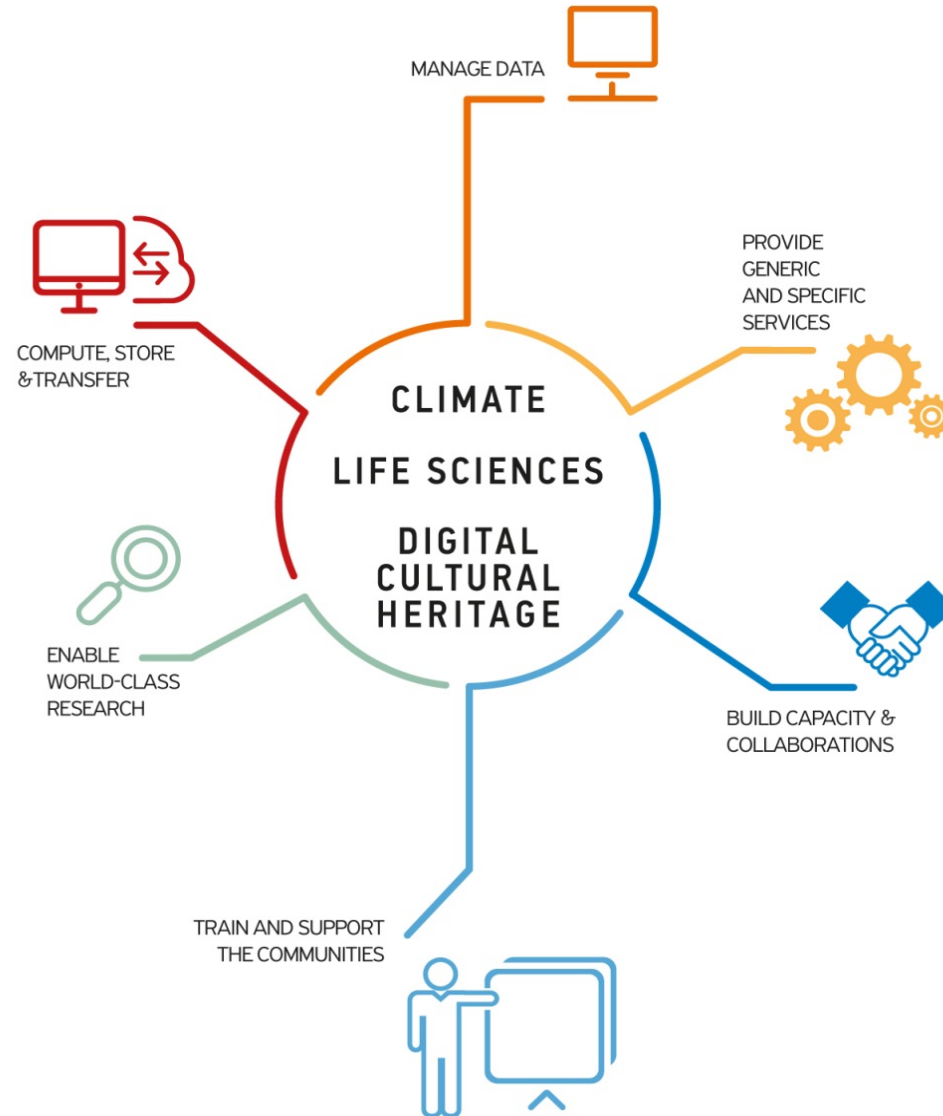 MANAGE DATA
PROVIDE
GENERIC
AND SPECIFIC
SERVICES
COMPUTE, STORE
&TRANSFER
CLIMATE
LIFE SCIENCES
DIGITAL
CULTURAL
HERITAGE
ENABLE
WORLD-CLASS
RESEARCH
BUILD CAPACITY &
COLLABORATIONS
TRAIN AND SUPPORT
THE COMMUNITIES